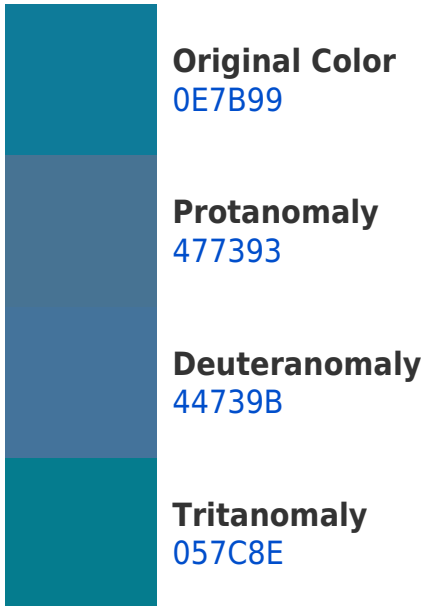 Original Color
0E7B99
Protanomaly
477393
Deuteranomaly
44739B
Tritanomaly
057C8E